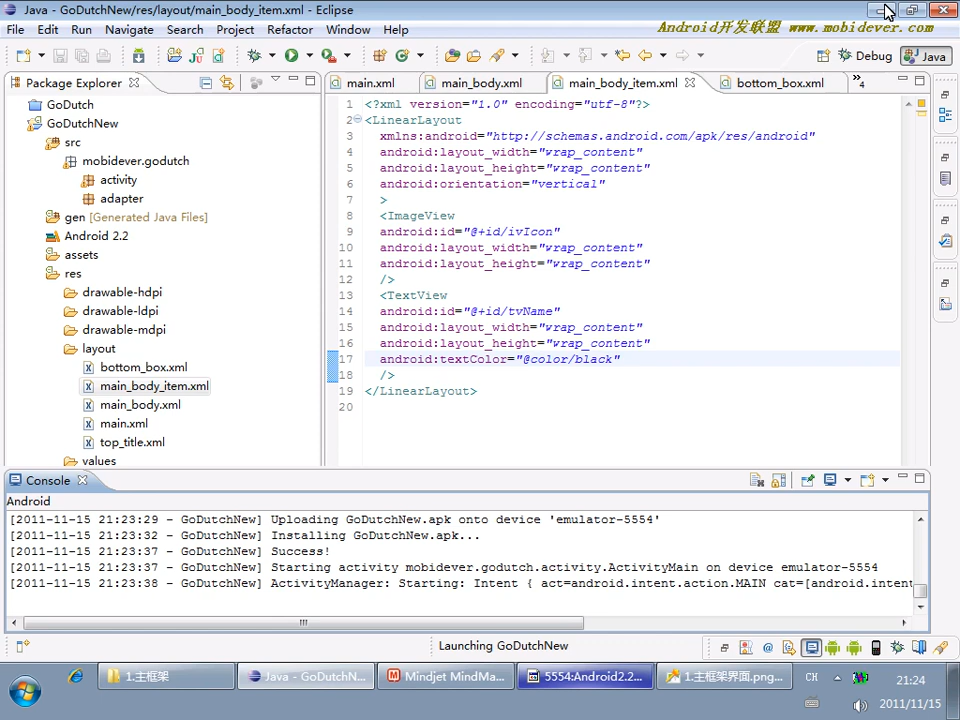 Java - GoDutchNew/res/layout/main_body_item.xml - Eclipse
File Edit Run Navigate Search Project Refactor Window Help
Android开发联盟 www.mobidever.com
Debug Java
Package Explorer
main.xml main_body.xml main_body_item.xml bottom_box.xml »4
GoDutch
GoDutchNew
src
mobidever.godutch
activity
adapter
gen [Generated Java Files]
Android 2.2
assets
res
drawable-hdpi
drawable-ldpi
drawable-mdpi
layout
bottom_box.xml
main_body_item.xml
main_body.xml
main.xml
top_title.xml
values
1 <?xml version="1.0" encoding="utf-8"?>
2 <LinearLayout
3 xmlns:android="http://schemas.android.com/apk/res/android"
4 android:layout_width="wrap_content"
5 android:layout_height="wrap_content"
6 android:orientation="vertical"
7 >
8 <ImageView
9 android:id="@+id/ivIcon"
10 android:layout_width="wrap_content"
11 android:layout_height="wrap_content"
12 />
13 <TextView
14 android:id="@+id/tvName"
15 android:layout_width="wrap_content"
16 android:layout_height="wrap_content"
17 android:textColor="@color/black"
18 />
19 </LinearLayout>
20
Console
Android
[2011-11-15 21:23:29 - GoDutchNew] Uploading GoDutchNew.apk onto device 'emulator-5554'
[2011-11-15 21:23:32 - GoDutchNew] Installing GoDutchNew.apk...
[2011-11-15 21:23:37 - GoDutchNew] Success!
[2011-11-15 21:23:37 - GoDutchNew] Starting activity mobidever.godutch.activity.ActivityMain on device emulator-5554
[2011-11-15 21:23:38 - GoDutchNew] ActivityManager: Starting: Intent { act=android.intent.action.MAIN cat=[android.intent
Launching GoDutchNew
1.主框架 Java - GoDutchN... Mindjet MindMa... 5554:Android2.2... 1.主框架界面.png... CH 21:24
2011/11/15